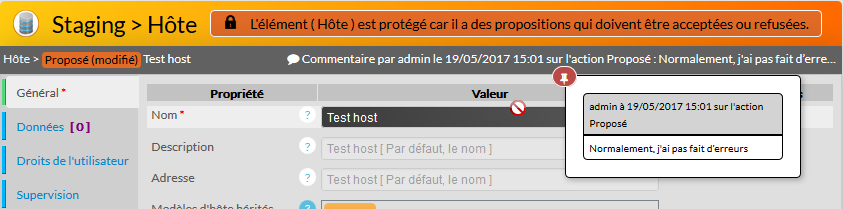 Staging > Hôte
L'élément ( Hôte ) est protégé car il a des propositions qui doivent être acceptées ou refusées.
Hôte > Proposé (modifié) Test host
Commentaire par admin le 19/05/2017 15:01 sur l'action Proposé : Normalement, j'ai pas fait d'erre...
Général *
Données [ 0 ]
Droits de l'utilisateur
Supervision
Propriété Valeur
Nom * ? Test host
Description ? Test host [ Par défaut, le nom ]
Adresse ? Test host [ Par défaut, le nom ]
Modèles d'hôte hérités ?
admin à 19/05/2017 15:01 sur l'action
Proposé
Normalement, j'ai pas fait d'erreurs